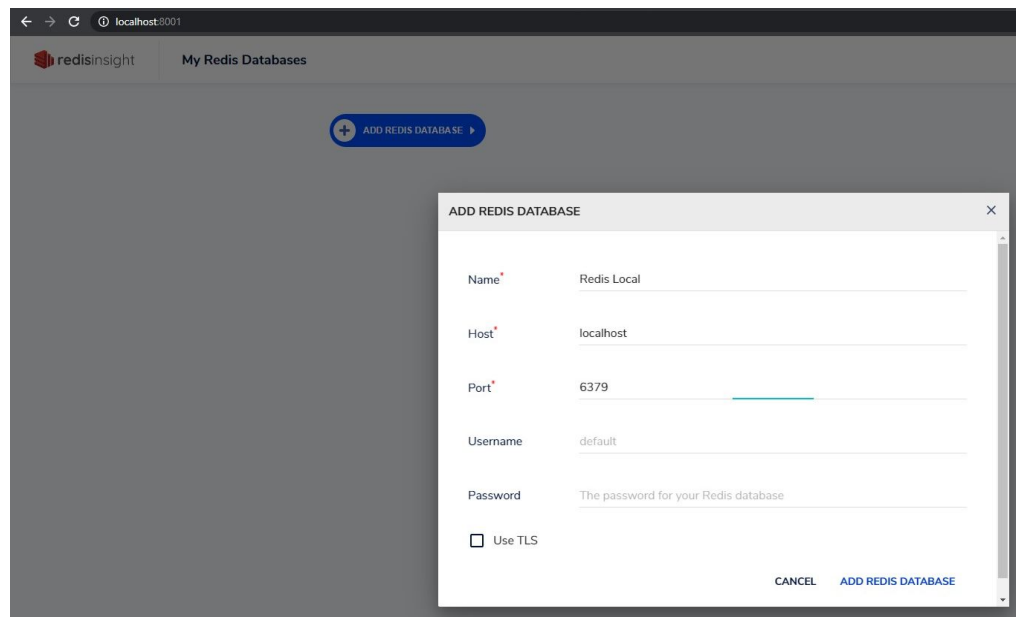 localhost:8001
redisinsight My Redis Databases
ADD REDIS DATABASE
ADD REDIS DATABASE
Name*
Redis Local
Host*
localhost
Port*
6379
Username
default
Password
The password for your Redis database
Use TLS
CANCEL ADD REDIS DATABASE